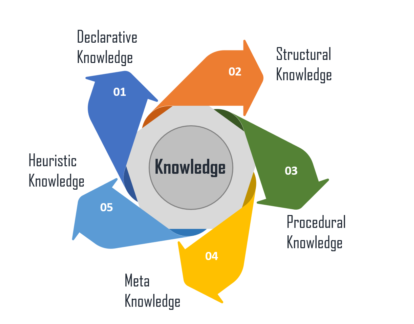 Declarative
Knowledge
01
02
Structural
Knowledge
03
Procedural
Knowledge
04
Meta
Knowledge
05
Heuristic
Knowledge
Knowledge